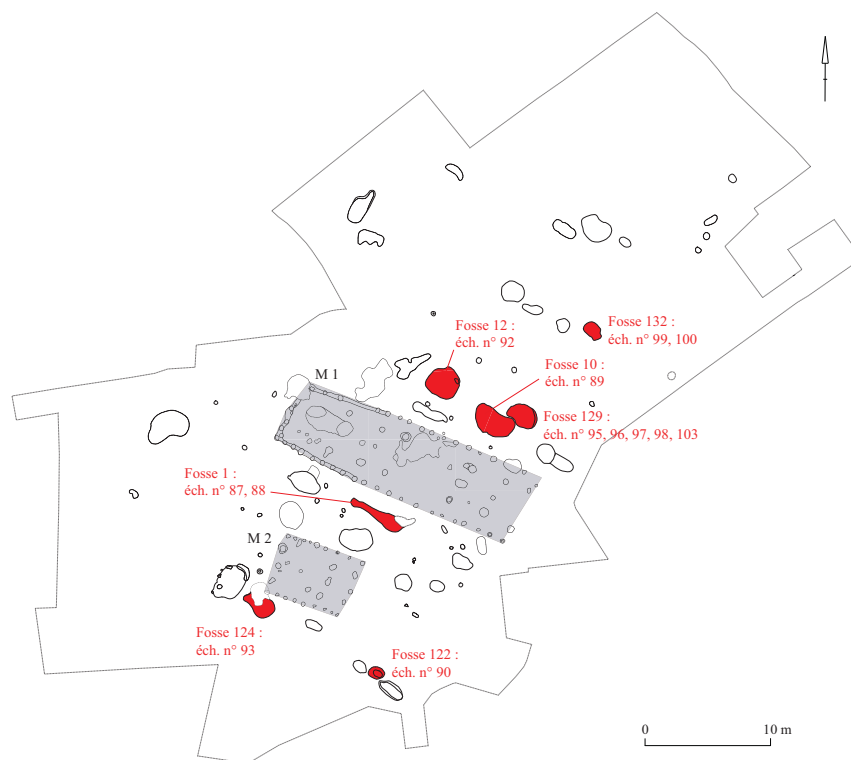 Fosse 12 :
éch. n° 92
Fosse 132 :
éch. n° 99, 100
M 1
Fosse 10 :
éch. n° 89
Fosse 129 :
éch. n° 95, 96, 97, 98, 103
Fosse 1 :
éch. n° 87, 88
M 2
Fosse 124 :
éch. n° 93
Fosse 122 :
éch. n° 90
0 10 m